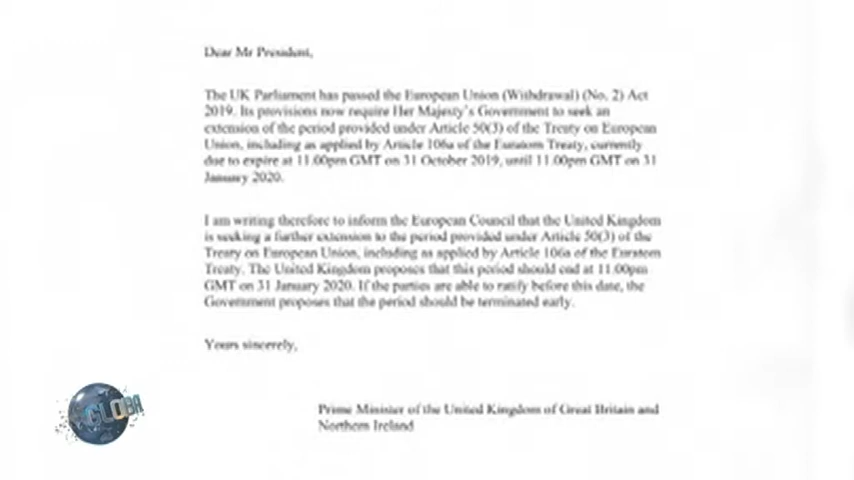 Dear Mr President,
The UK Parliament has passed the European Union (Withdrawal) (No. 2) Act
2019. Its provisions now require Her Majesty's Government to seek an
extension of the period provided under Article 50(3) of the Treaty on European
Union, including as applied by Article 106a of the Euratom Treaty, currently
due to expire at 11.00pm GMT on 31 October 2019, until 11.00pm GMT on 31
January 2020.
I am writing therefore to inform the European Council that the United Kingdom
is seeking a further extension to the period provided under Article 50(3) of the
Treaty on European Union, including as applied by Article 106a of the Euratom
Treaty. The United Kingdom proposes that this period should end at 11.00pm
GMT on 31 January 2020. If the parties are able to ratify before this date, the
Government proposes that the period should be terminated early.
Yours sincerely,
Prime Minister of the United Kingdom of Great Britain and
Northern Ireland